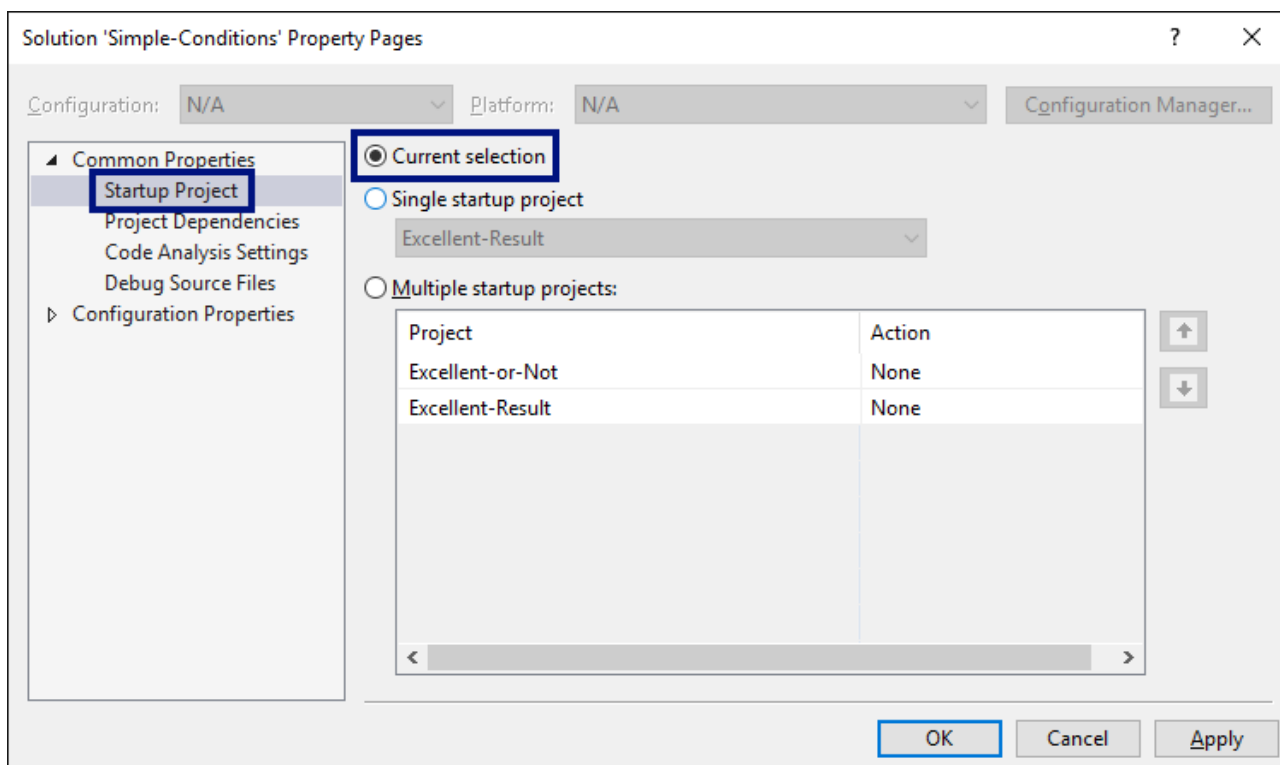 Solution 'Simple-Conditions' Property Pages ?
Configuration: N/A Platform: N/A Configuration Manager...
Common Properties
Startup Project
Project Dependencies
Code Analysis Settings
Debug Source Files
Configuration Properties
Current selection
Single startup project
Excellent-Result
Multiple startup projects:
Project Action
Excellent-or-Not None
Excellent-Result None
OK Cancel Apply